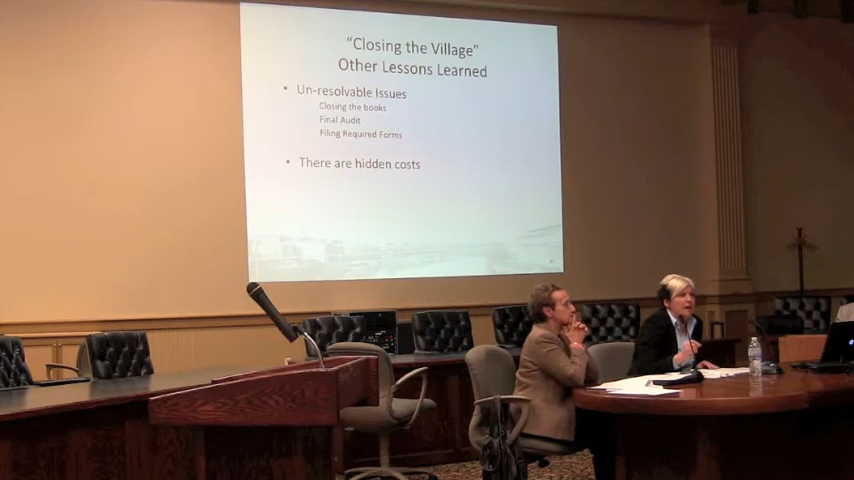 “Closing the Village”
Other Lessons Learned
• Un-resolvable Issues
Closing the books
Final Audit
Filing Required Forms
• There are hidden costs